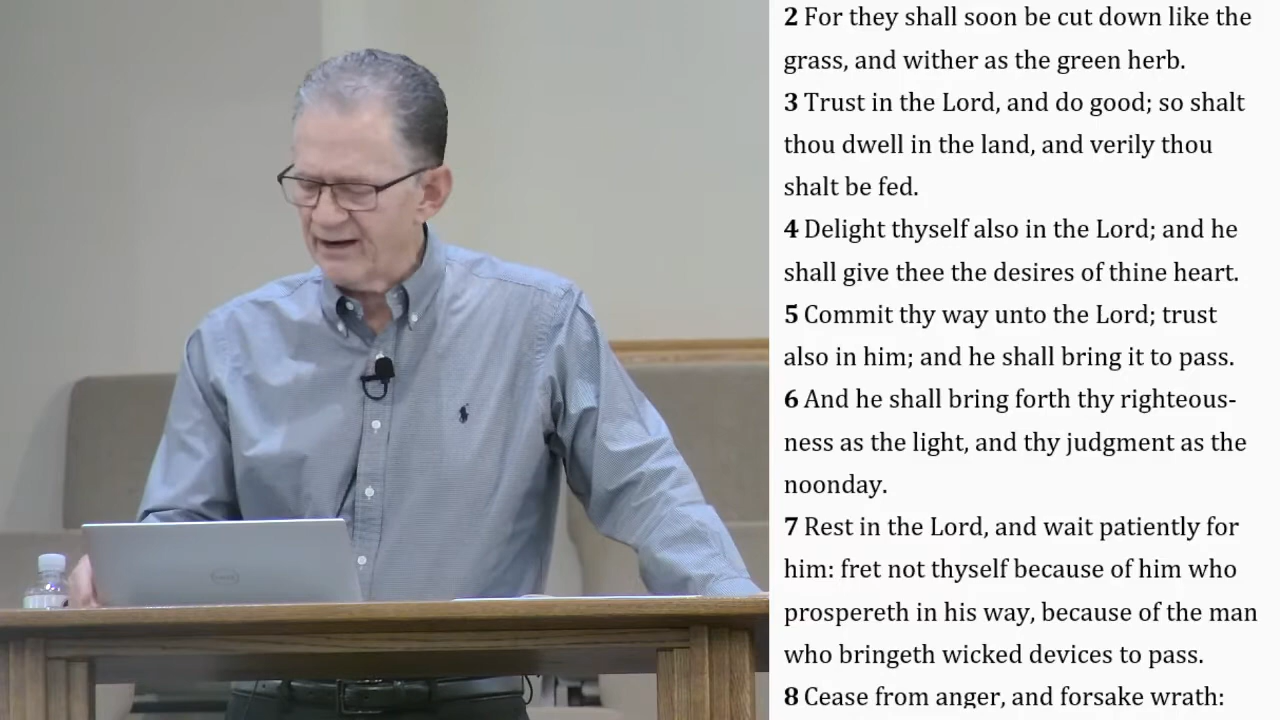 2 For they shall soon be cut down like the
grass, and wither as the green herb.
3 Trust in the Lord, and do good; so shalt
thou dwell in the land, and verily thou
shalt be fed.
4 Delight thyself also in the Lord; and he
shall give thee the desires of thine heart.
5 Commit thy way unto the Lord; trust
also in him; and he shall bring it to pass.
6 And he shall bring forth thy righteous-
ness as the light, and thy judgment as the
noonday.
7 Rest in the Lord, and wait patiently for
him: fret not thyself because of him who
prospereth in his way, because of the man
who bringeth wicked devices to pass.
8 Cease from anger, and forsake wrath:
DELL